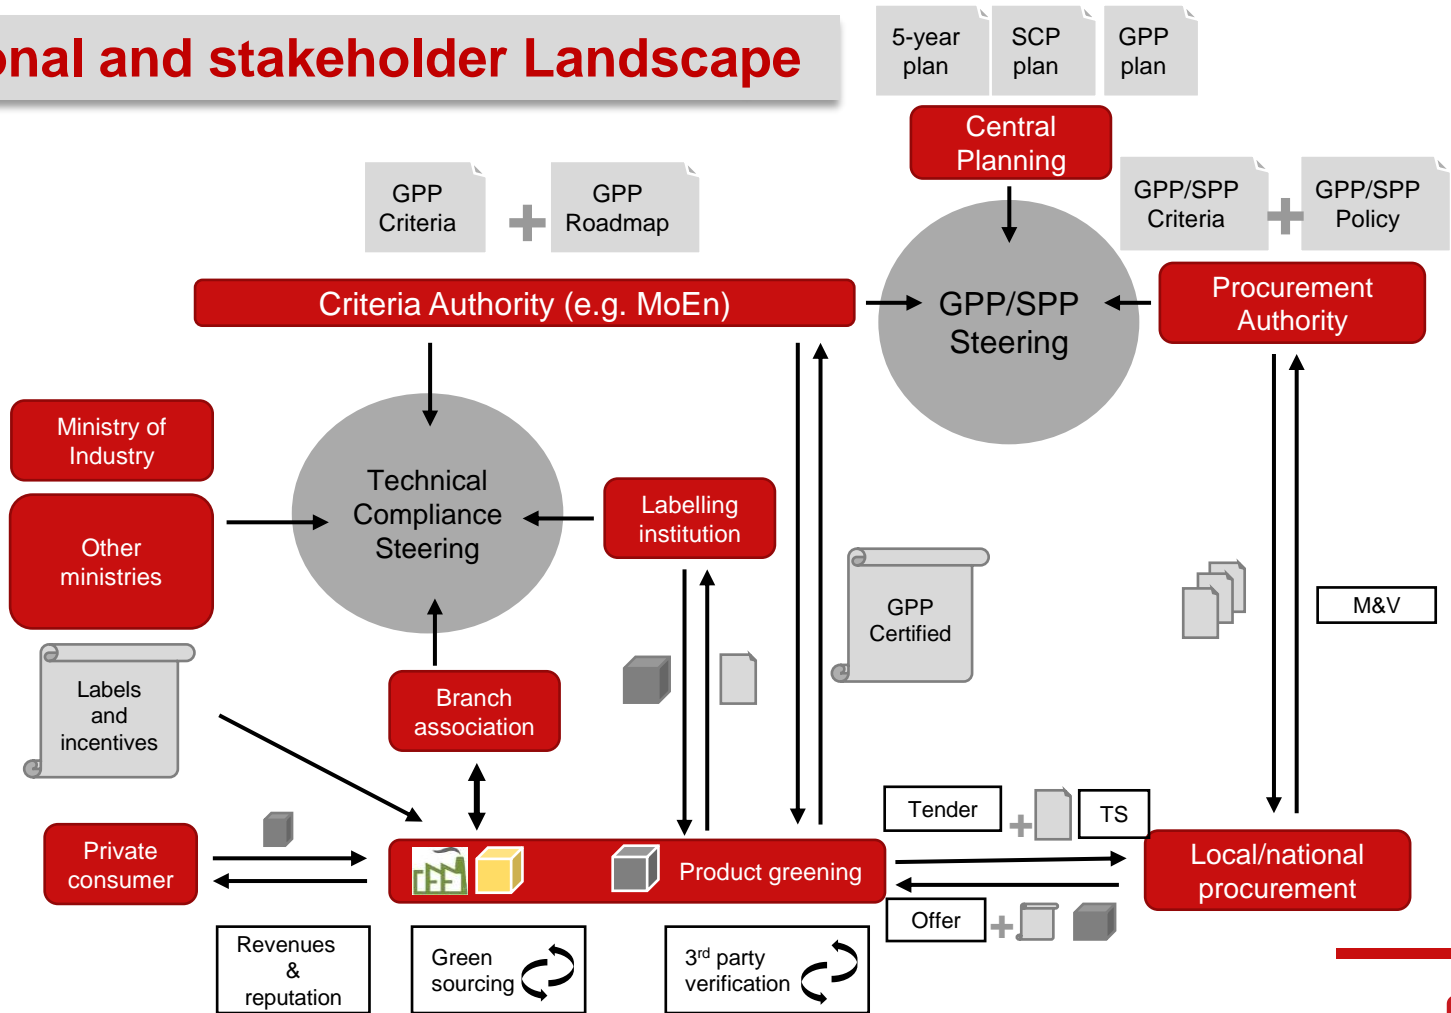 onal and stakeholder Landscape
5-year
plan
SCP
plan
GPP
plan
Central
Planning
GPP
Criteria
GPP
Roadmap
GPP/SPP
Criteria
GPP/SPP
Policy
Criteria Authority (e.g. MoEn)
GPP/SPP
Steering
Procurement
Authority
Ministry of
Industry
Other
ministries
Technical
Compliance
Steering
Labelling
institution
GPP
Certified
M&V
Labels
and
incentives
Branch
association
Private
consumer
Product greening
Tender
TS
Offer
Local/national
procurement
Revenues
&
reputation
Green
sourcing
3rd party
verification